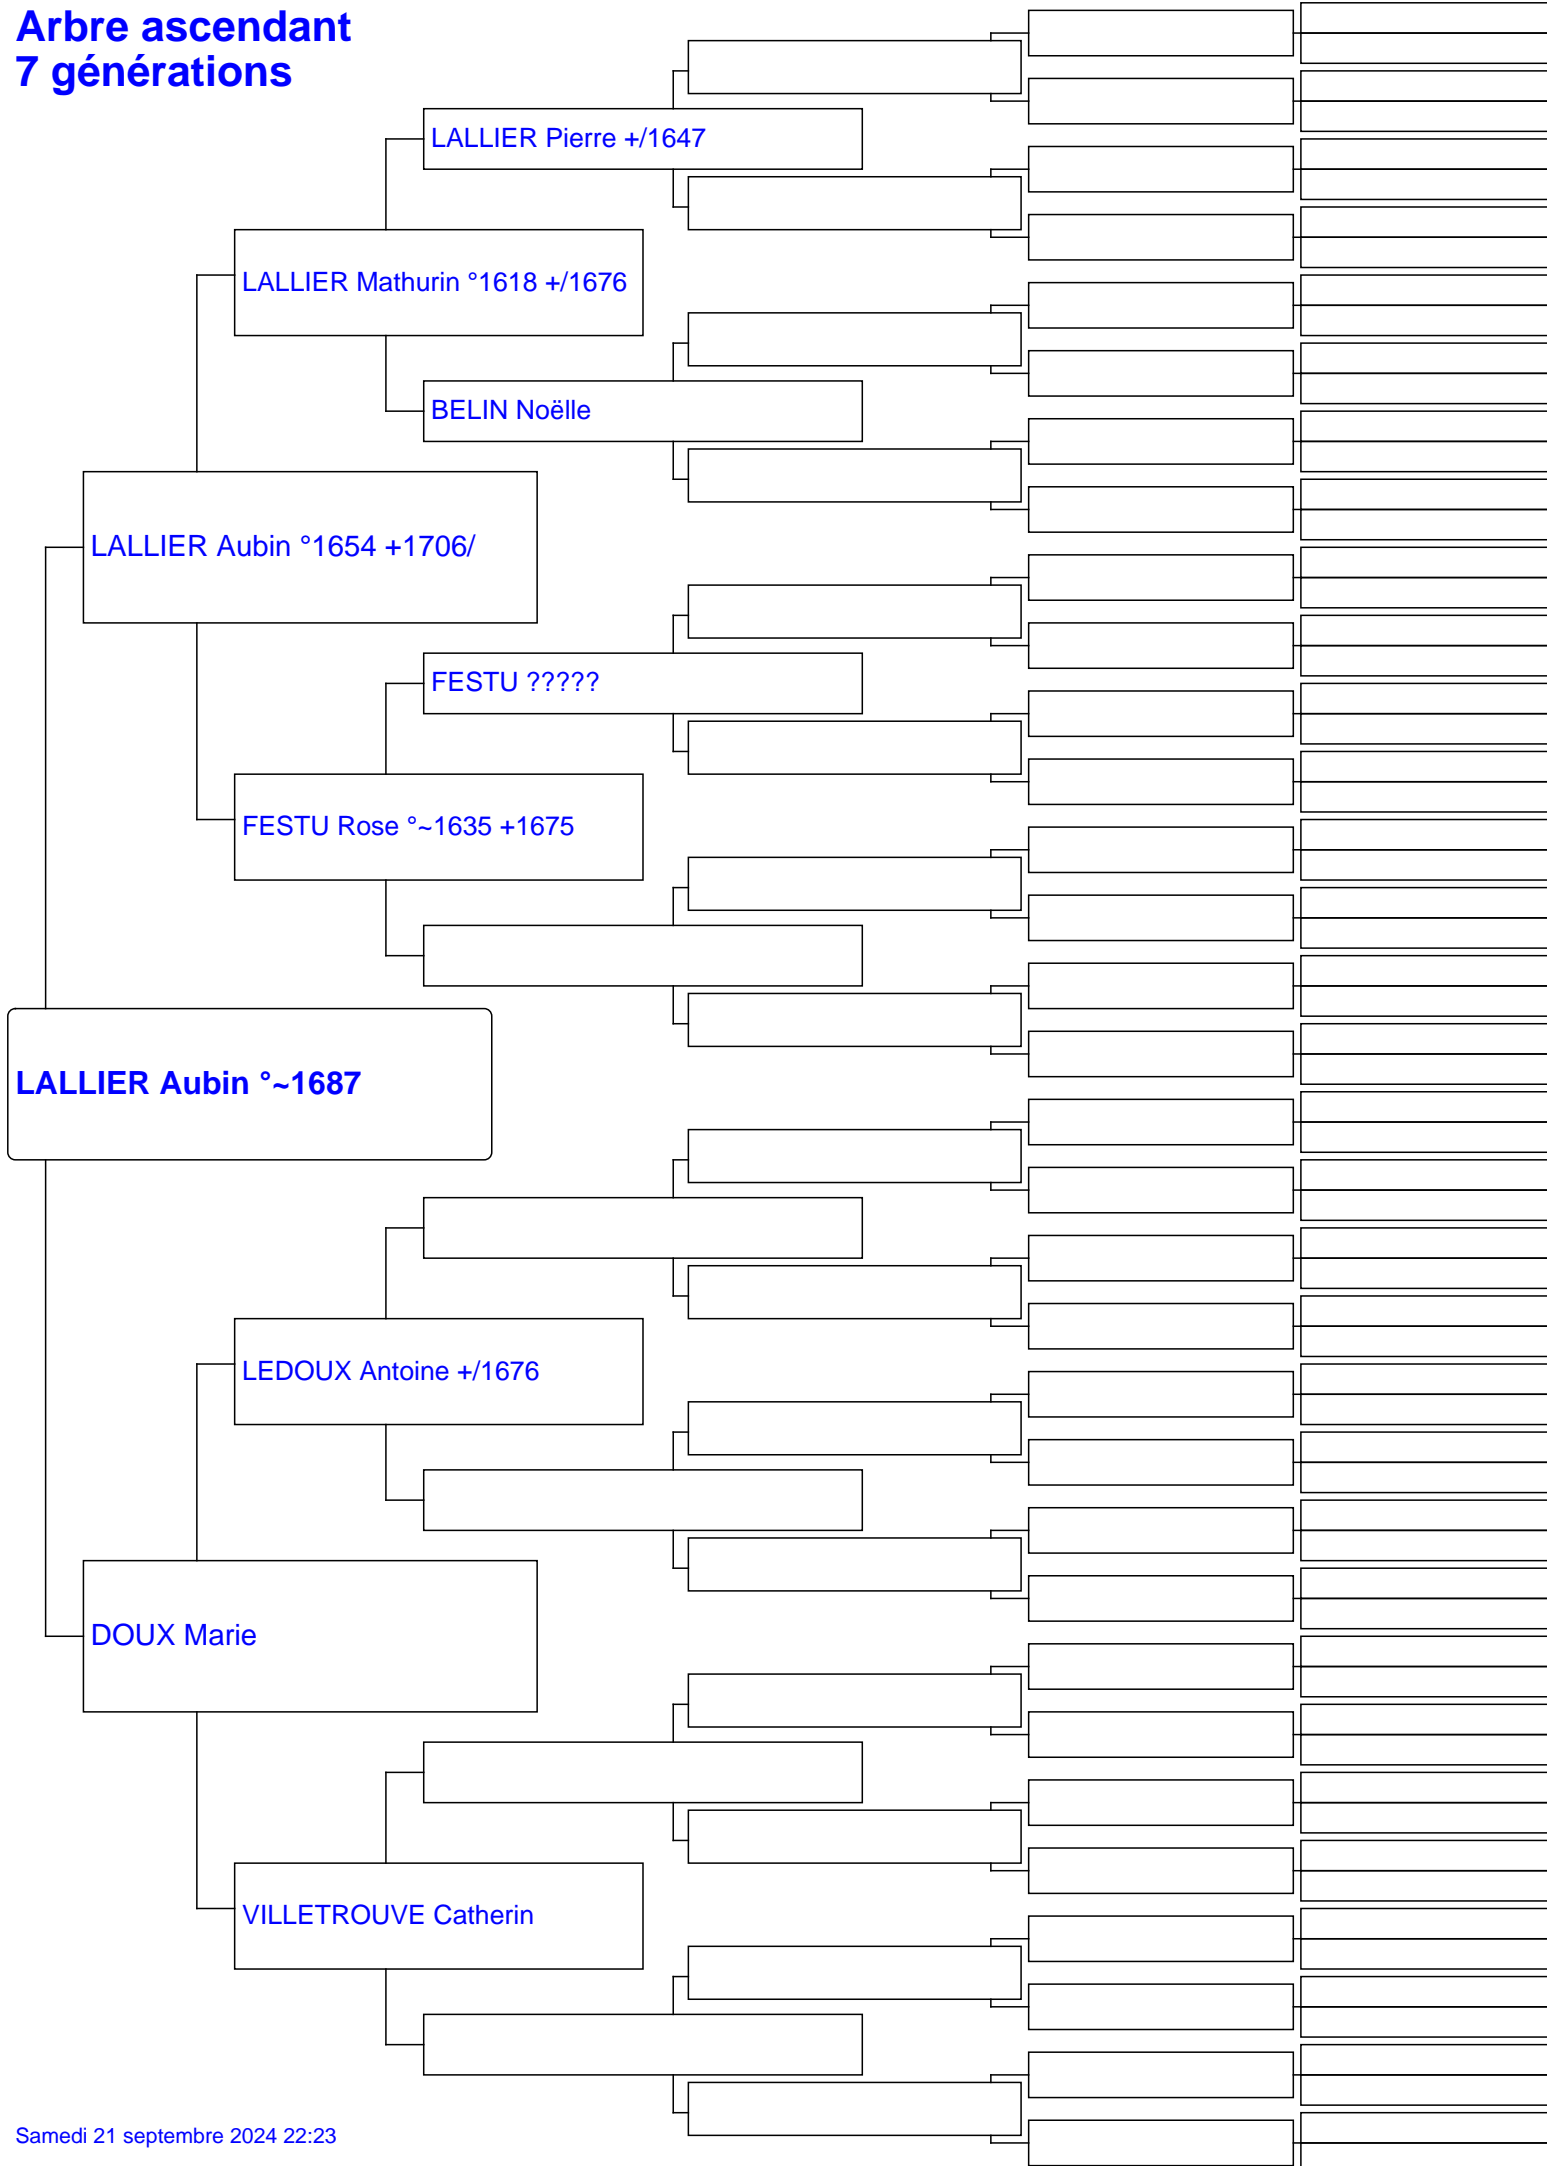 Arbre ascendant
7 générations
LALLIER Pierre +/1647
LALLIER Mathurin °1618 +/1676
BELIN Noëlle
LALLIER Aubin °1654 +1706/
FESTU ?????
FESTU Rose °~1635 +1675
LALLIER Aubin °~1687
LEDOUX Antoine +/1676
DOUX Marie
VILLETROUVE Catherin
Samedi 21 septembre 2024 22:23